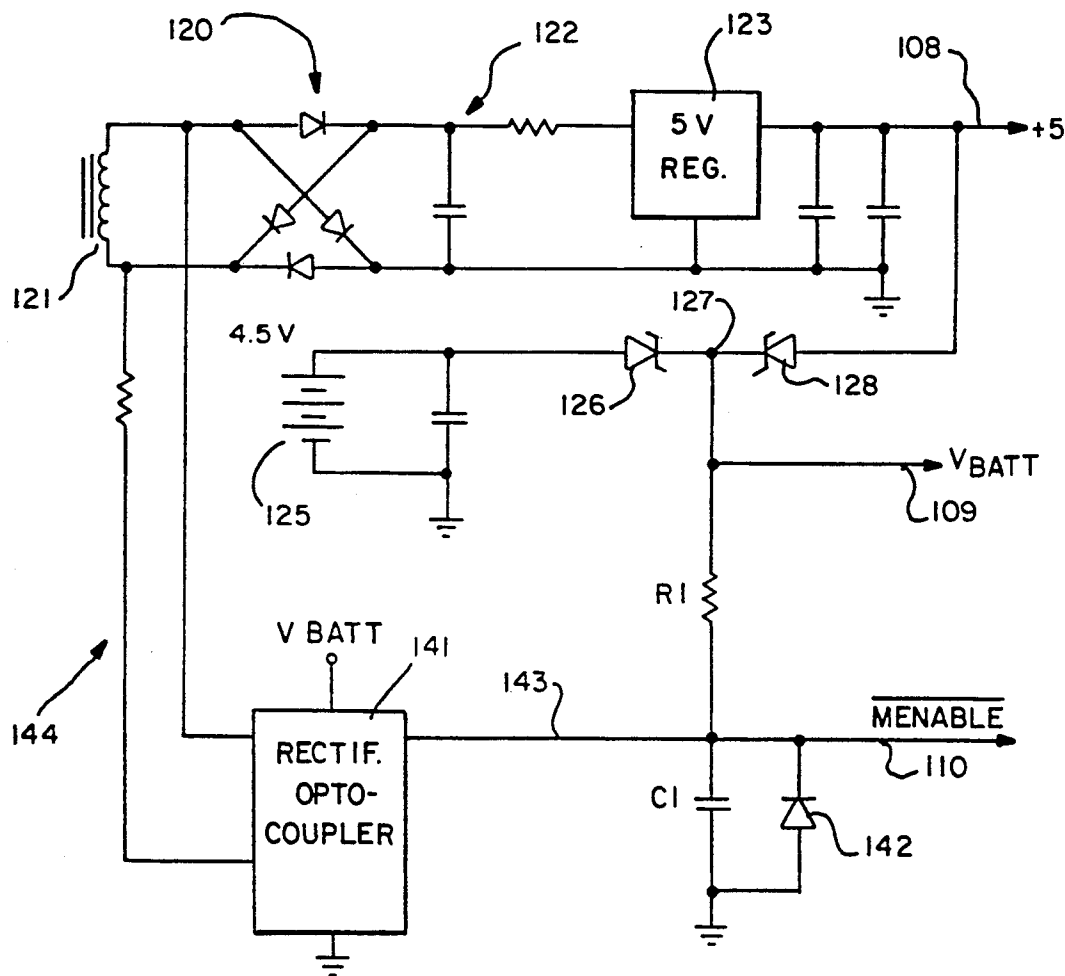 120
122
123
108
5 V
REG.
+5
121
4.5 V
127
126
128
125
VBATT
109
R1
V BATT
141
143
MENABLE
144
110
RECTIF.
OPTO-
COUPLER
C1
142